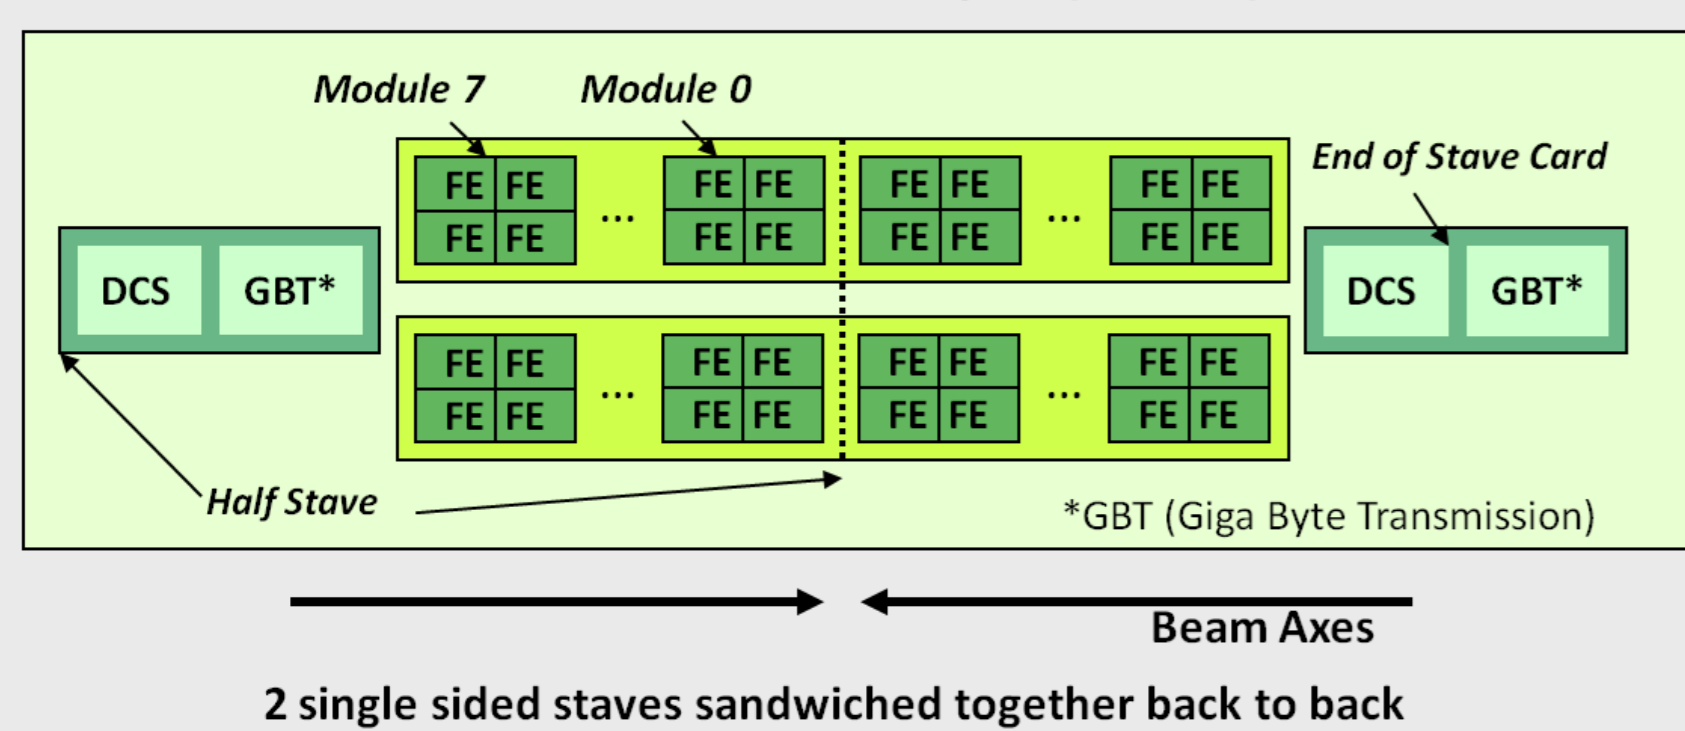 Module 7 Module 0
End of Stave Card
FE FE ... FE FE FE FE ... FE FE
FE FE FE FE FE FE FE FE
DCS GBT* DCS GBT*
FE FE ... FE FE FE FE ... FE FE
FE FE FE FE FE FE FE FE
Half Stave
*GBT (Giga Byte Transmission)
Beam Axes
2 single sided staves sandwiched together back to back